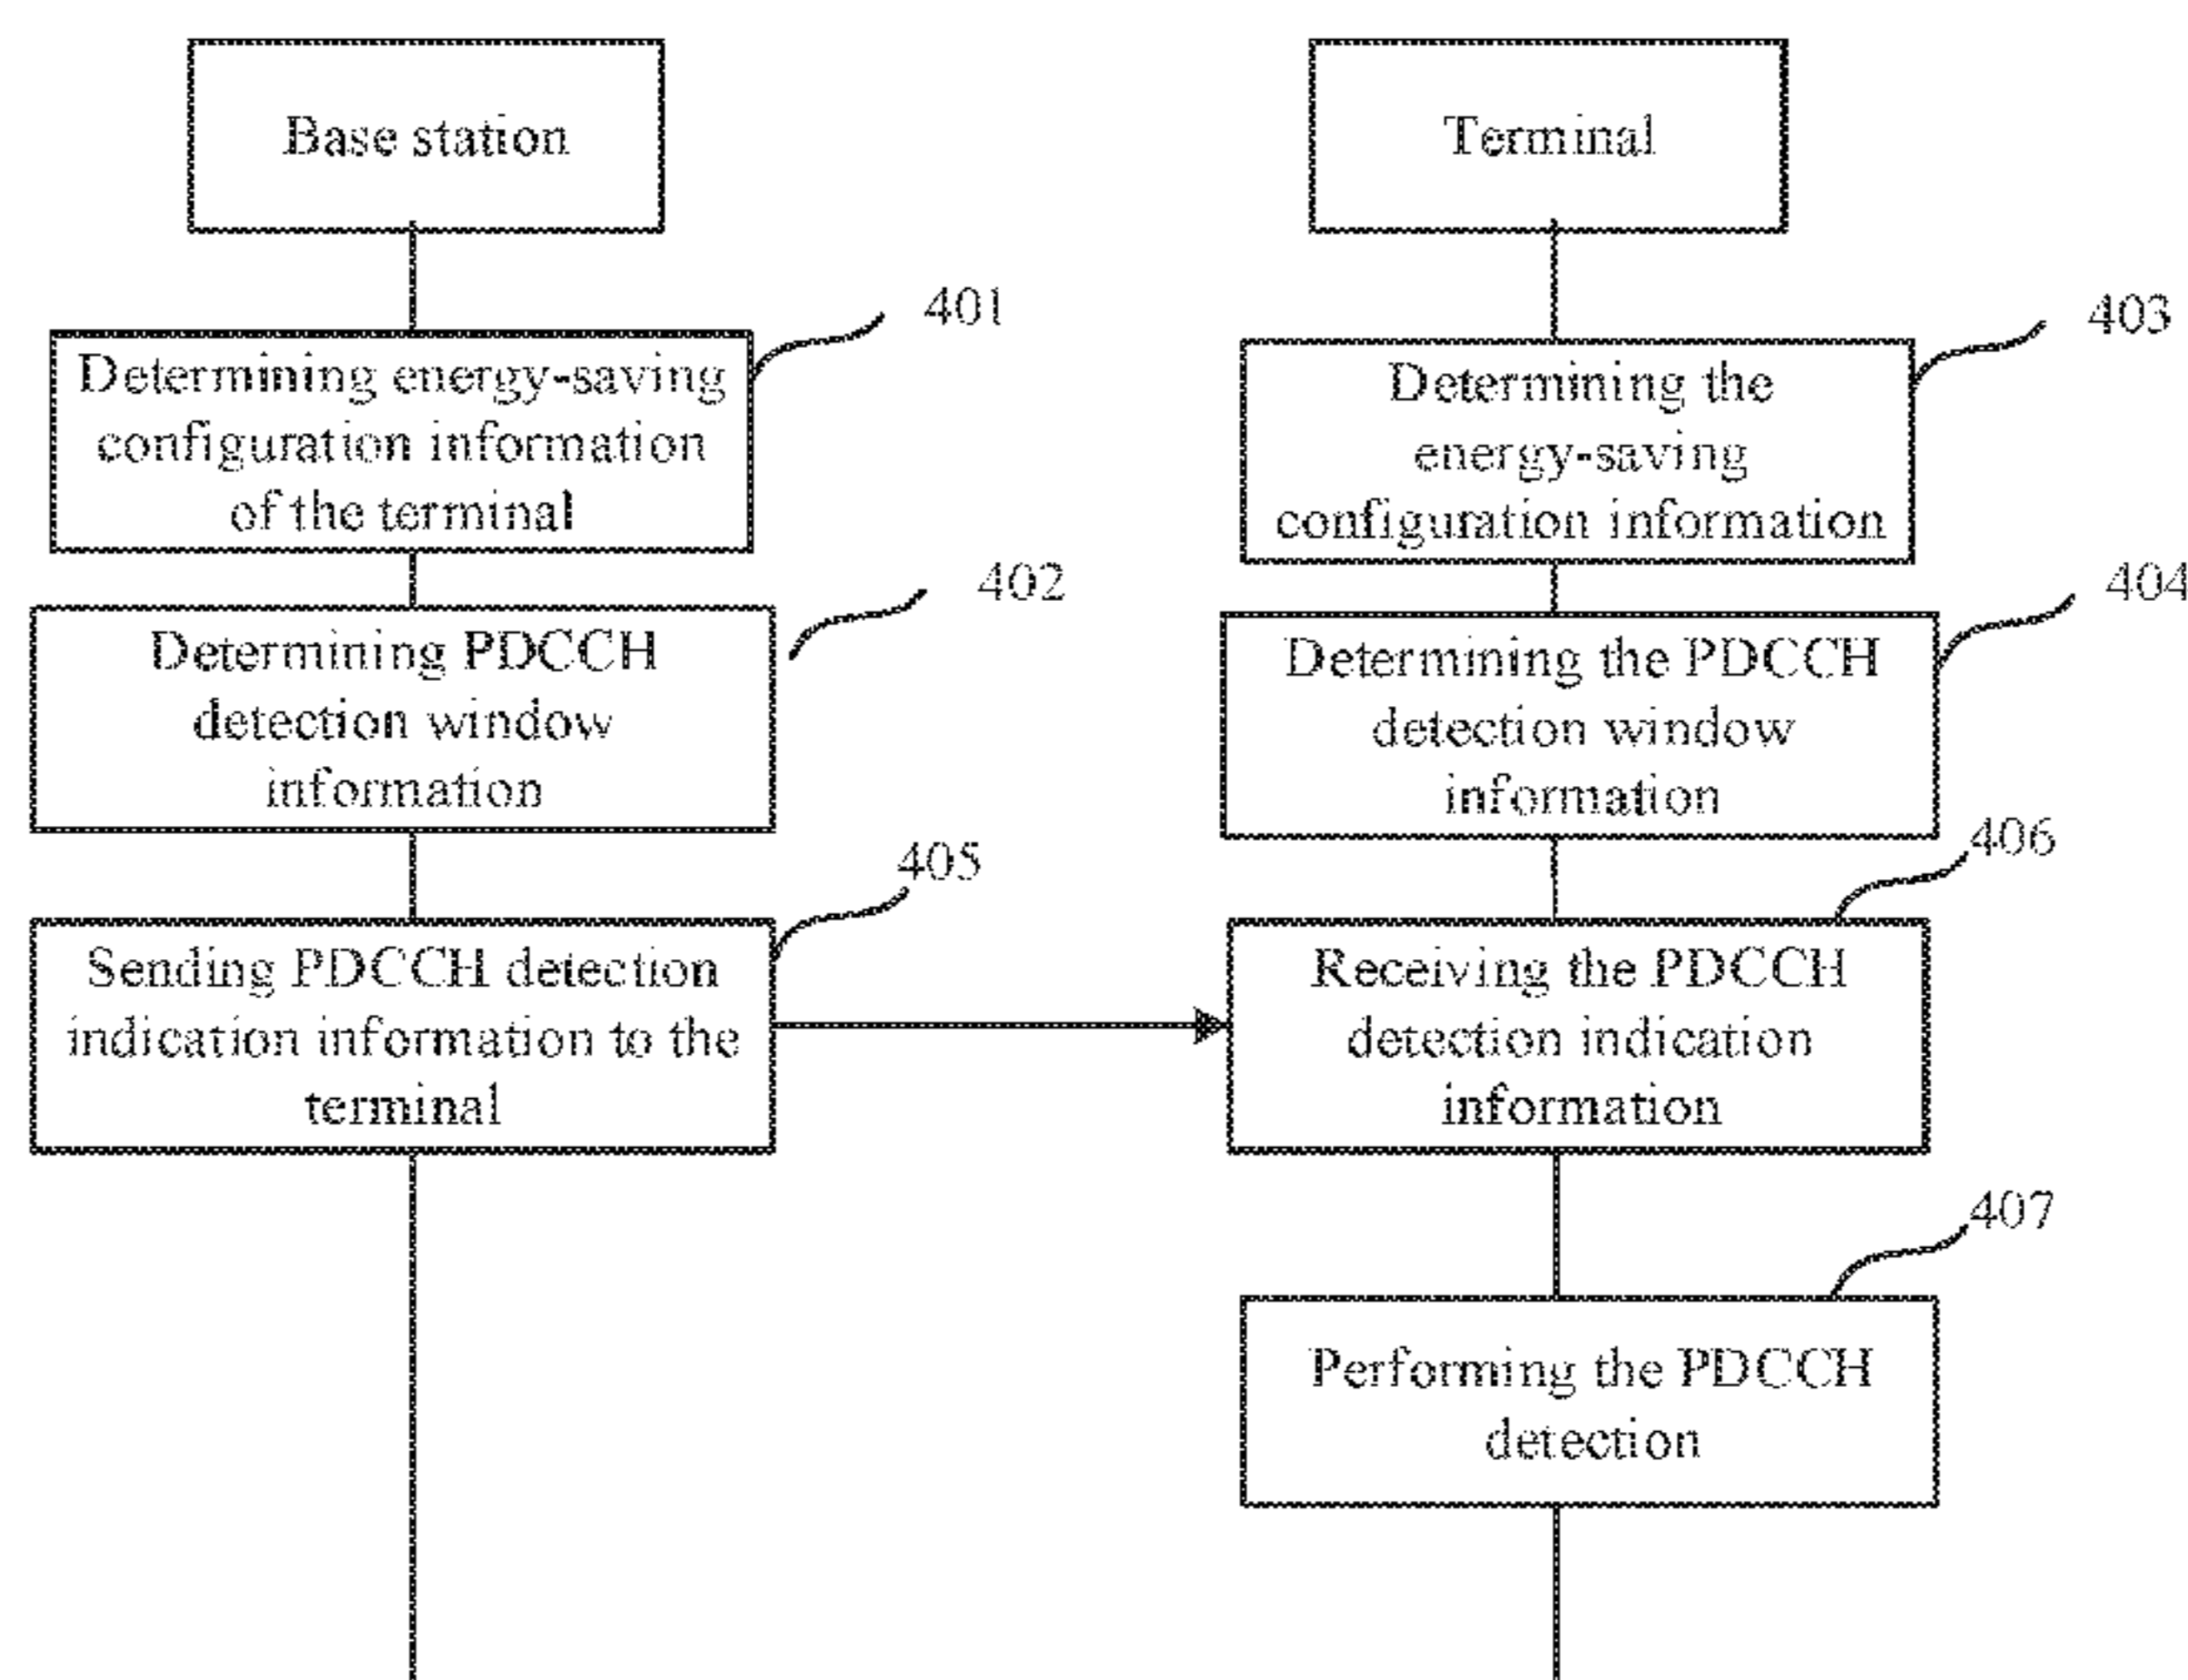 Base station
Terminal
401
Determining energy-saving
configuration information
of the terminal
403
Determining the
energy-saving
configuration information
402
Determining PDCCH
detection window
information
404
Determining the PDCCH
detection window
information
405
Sending PDCCH detection
indication information to the
terminal
406
Receiving the PDCCH
detection indication
information
407
Performing the PDCCH
detection